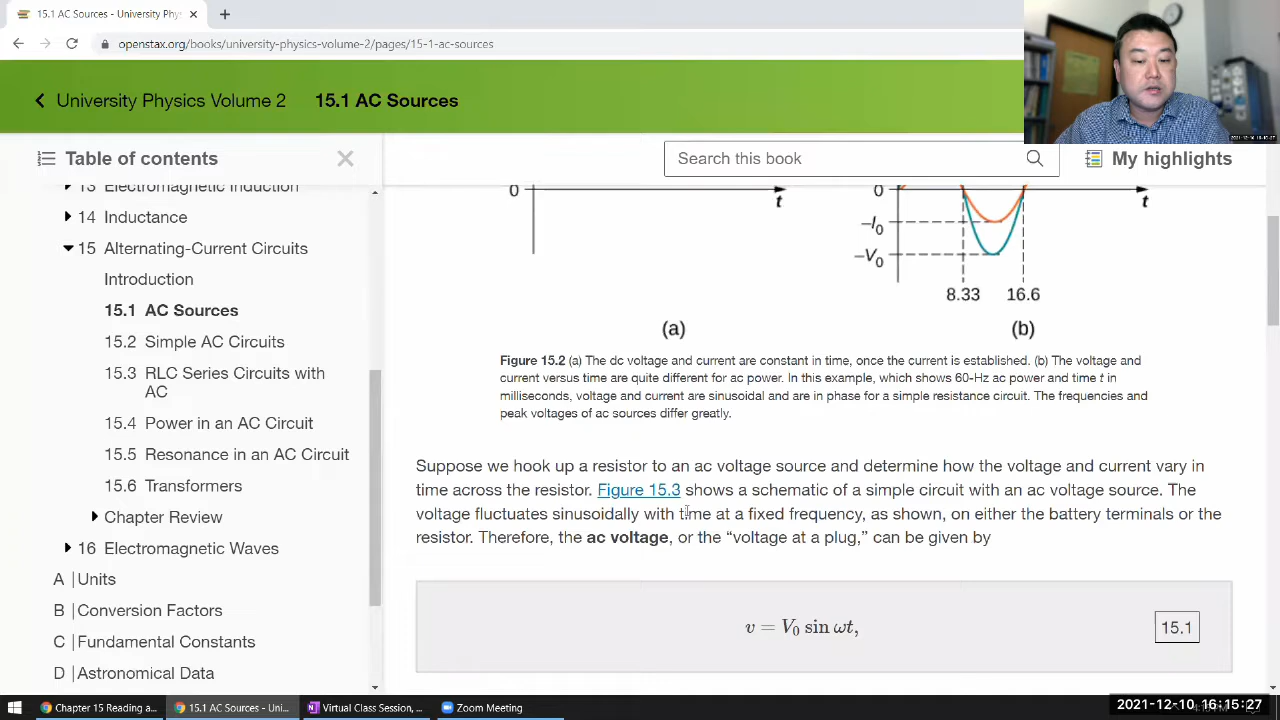 15.1 AC Sources - University Phy
openstax.org/books/university-physics-volume-2/pages/15-1-ac-sources
University Physics Volume 2 15.1 AC Sources
2021-12-10 16:15:27
Table of contents
Search this book
My highlights
13 Electromagnetic Induction
14 Inductance
15 Alternating-Current Circuits
Introduction
15.1 AC Sources
15.2 Simple AC Circuits
15.3 RLC Series Circuits with
AC
15.4 Power in an AC Circuit
15.5 Resonance in an AC Circuit
15.6 Transformers
Chapter Review
16 Electromagnetic Waves
A | Units
B | Conversion Factors
C | Fundamental Constants
D | Astronomical Data
0
t
0
t
–I0
–V0
8.33 16.6
(a)
(b)
Figure 15.2 (a) The dc voltage and current are constant in time, once the current is established. (b) The voltage and
current versus time are quite different for ac power. In this example, which shows 60-Hz ac power and time t in
milliseconds, voltage and current are sinusoidal and are in phase for a simple resistance circuit. The frequencies and
peak voltages of ac sources differ greatly.
Suppose we hook up a resistor to an ac voltage source and determine how the voltage and current vary in
time across the resistor. Figure 15.3 shows a schematic of a simple circuit with an ac voltage source. The
voltage fluctuates sinusoidally with time at a fixed frequency, as shown, on either the battery terminals or the
resistor. Therefore, the ac voltage, or the “voltage at a plug,” can be given by
v = V0 sin ωt,
15.1
Chapter 15 Reading a...
15.1 AC Sources - Uni...
Virtual Class Session, ...
Zoom Meeting
2021-12-10 16:15:27